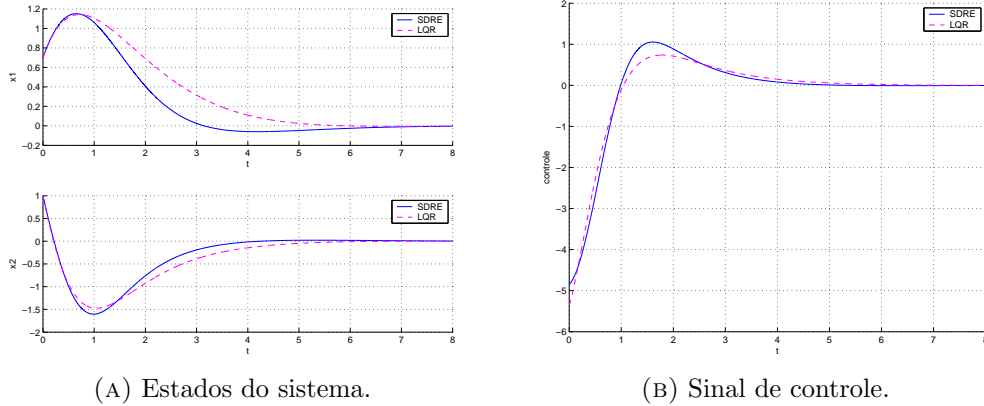 1.2
1
0.8
0.6
0.4
0.2
0
−0.2
x1
SDRE
LQR
0 1 2 3 4 5 6 7 8
t
1
0.5
0
−0.5
−1
−1.5
−2
x2
SDRE
LQR
0 1 2 3 4 5 6 7 8
t
(A) Estados do sistema.
2
1
0
−1
−2
−3
−4
−5
−6
controle
SDRE
LQR
0 1 2 3 4 5 6 7 8
t
(B) Sinal de controle.